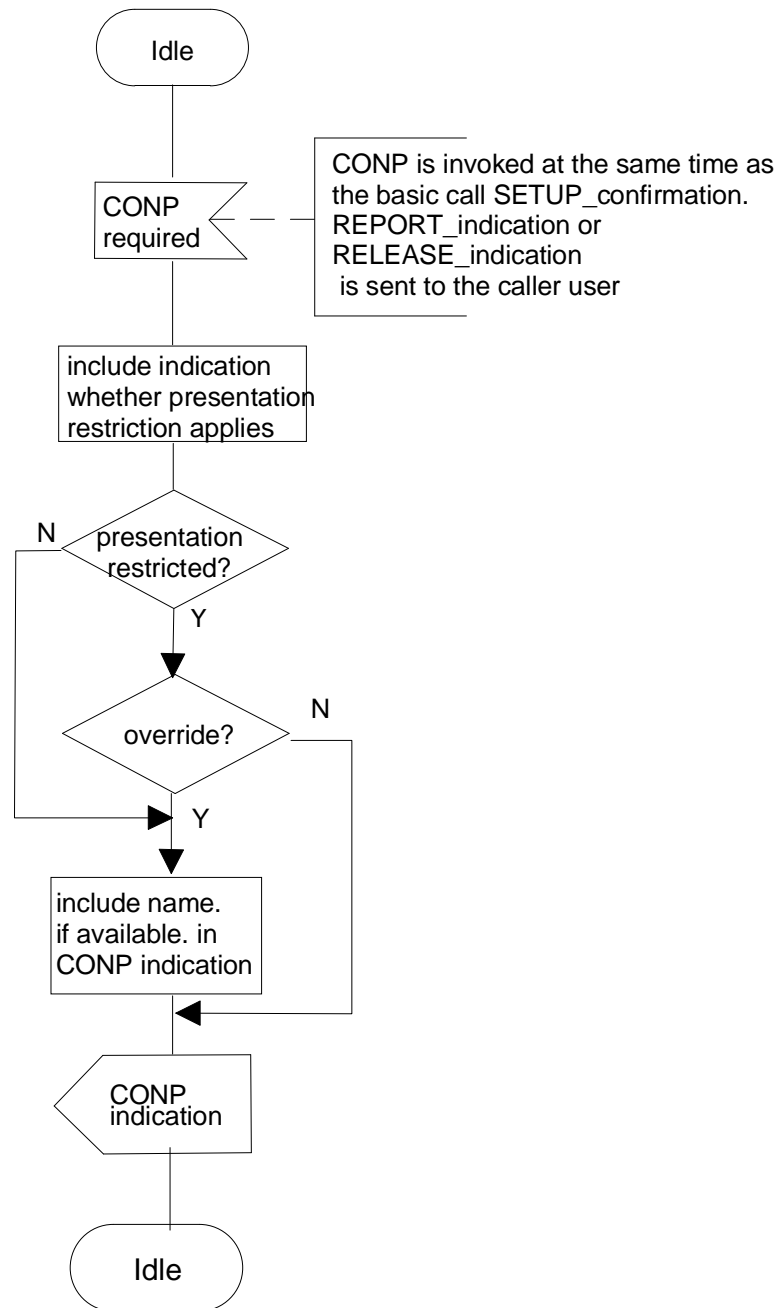 Idle
CONP
required
CONP is invoked at the same time as
the basic call SETUP_confirmation.
REPORT_indication or
RELEASE_indication
is sent to the caller user
include indication
whether presentation
restriction applies
N
presentation
restricted?
Y
N
override?
Y
include name.
if available. in
CONP indication
CONP
indication
Idle